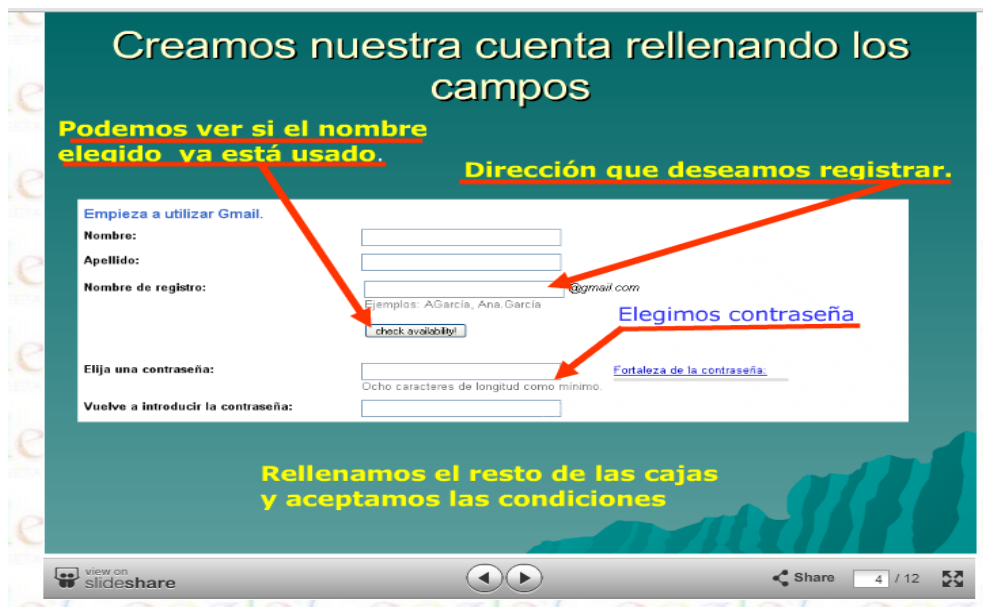 Creamos nuestra cuenta rellenando los
campos
Podemos ver si el nombre
elegido ya está usado.
Dirección que deseamos registrar.
Empieza a utilizar Gmail.
Nombre:
Apellido:
Nombre de registro:
@gmail.com
Ejemplos: AGarcía, Ana.García
check availability!
Elegimos contraseña
Elija una contraseña:
Fortaleza de la contraseña:
Ocho caracteres de longitud como mínimo.
Vuelve a introducir la contraseña:
Rellenamos el resto de las cajas
y aceptamos las condiciones
view on
slideshare
Share
4 / 12